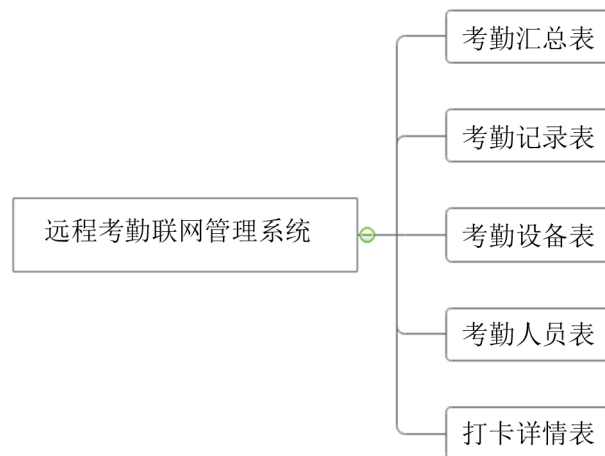 考勤汇总表
考勤记录表
远程考勤联网管理系统
考勤设备表
考勤人员表
打卡详情表